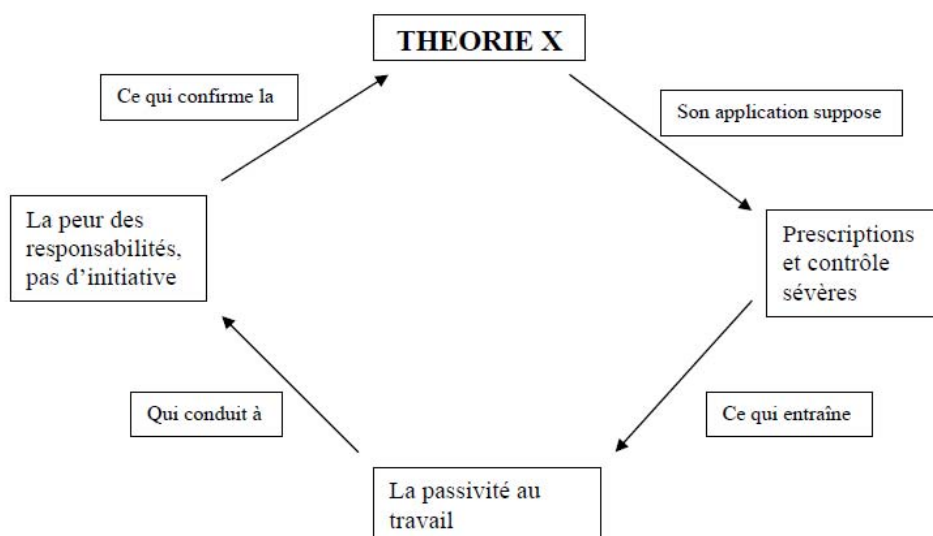 THEORIE X
Ce qui confirme la
Son application suppose
La peur des
responsabilités,
pas d'initiative
Prescriptions
et contrôle
sévères
Qui conduit à
Ce qui entraîne
La passivité au
travail